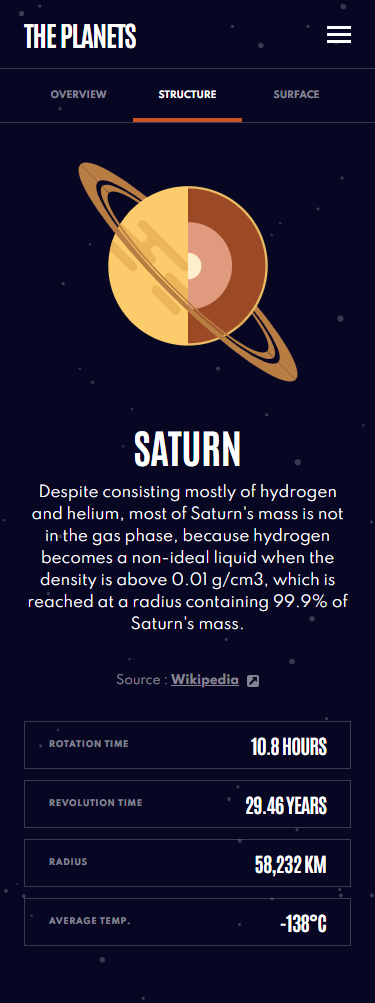 THE PLANETS
OVERVIEW STRUCTURE SURFACE
SATURN
Despite consisting mostly of hydrogen
and helium, most of Saturn's mass is not
in the gas phase, because hydrogen
becomes a non-ideal liquid when the
density is above 0.01 g/cm3, which is
reached at a radius containing 99.9% of
Saturn's mass.
Source : Wikipedia
ROTATION TIME 10.8 HOURS
REVOLUTION TIME 29.46 YEARS
RADIUS 58,232 KM
AVERAGE TEMP. -138°C